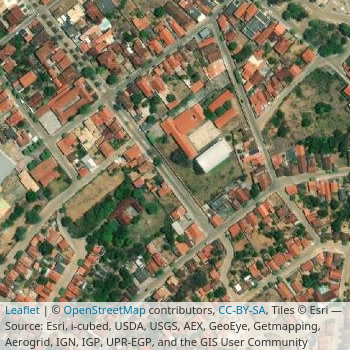 Leaflet | © OpenStreetMap contributors, CC-BY-SA, Tiles © Esri —
Source: Esri, i-cubed, USDA, USGS, AEX, GeoEye, Getmapping,
Aerogrid, IGN, IGP, UPR-EGP, and the GIS User Community